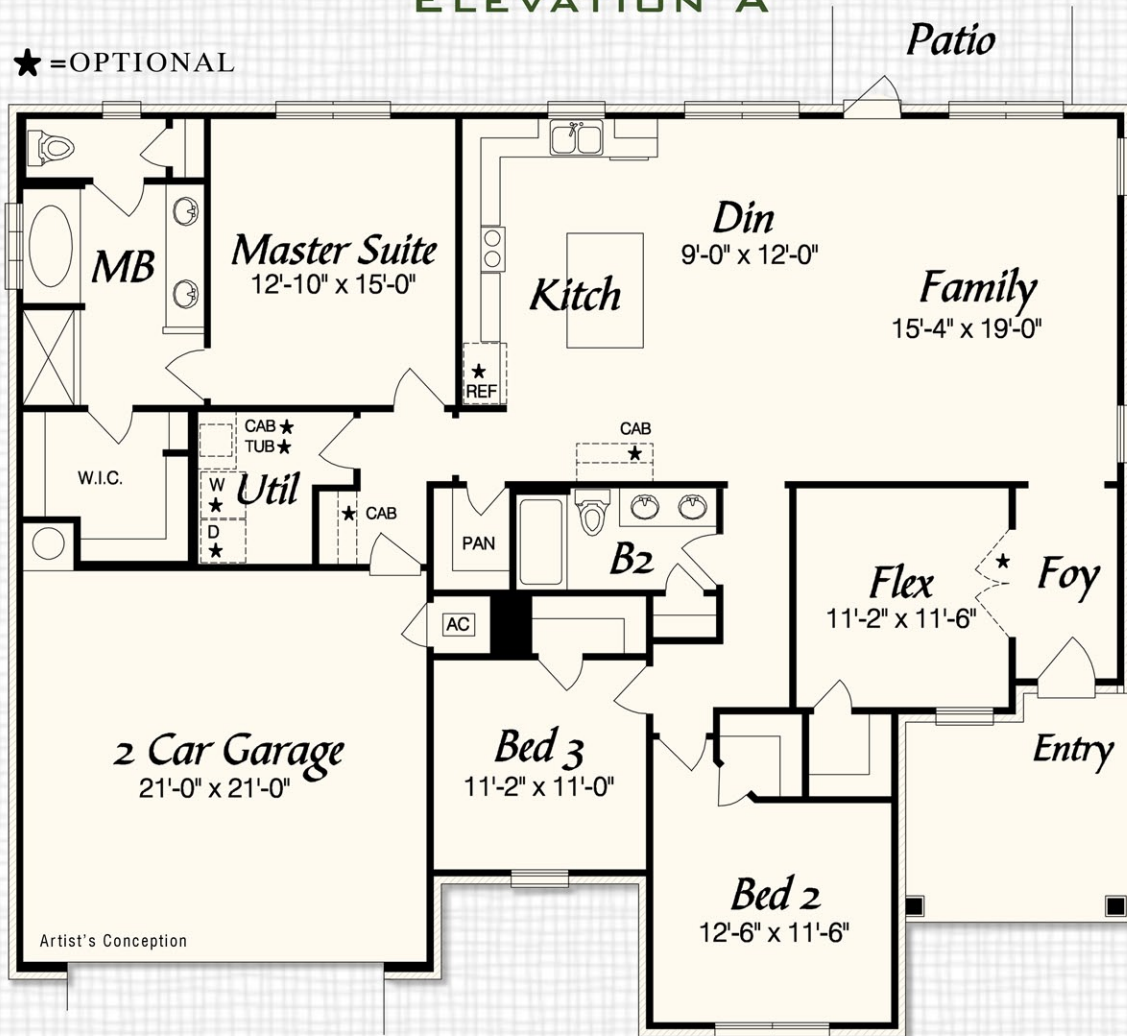 ELEVATION A
★ =OPTIONAL
Patio
Master Suite
12'-10" x 15'-0"
MB
Din
9'-0" x 12'-0"
Kitch
Family
15'-4" x 19'-0"
★
REF
CAB ★
TUB ★
CAB
★
W.I.C.
W
★
Util
D
★
★ CAB
PAN
B2
Flex
11'-2" x 11'-6"
★
Foy
AC
2 Car Garage
21'-0" x 21'-0"
Bed 3
11'-2" x 11'-0"
Entry
Bed 2
12'-6" x 11'-6"
Artist's Conception